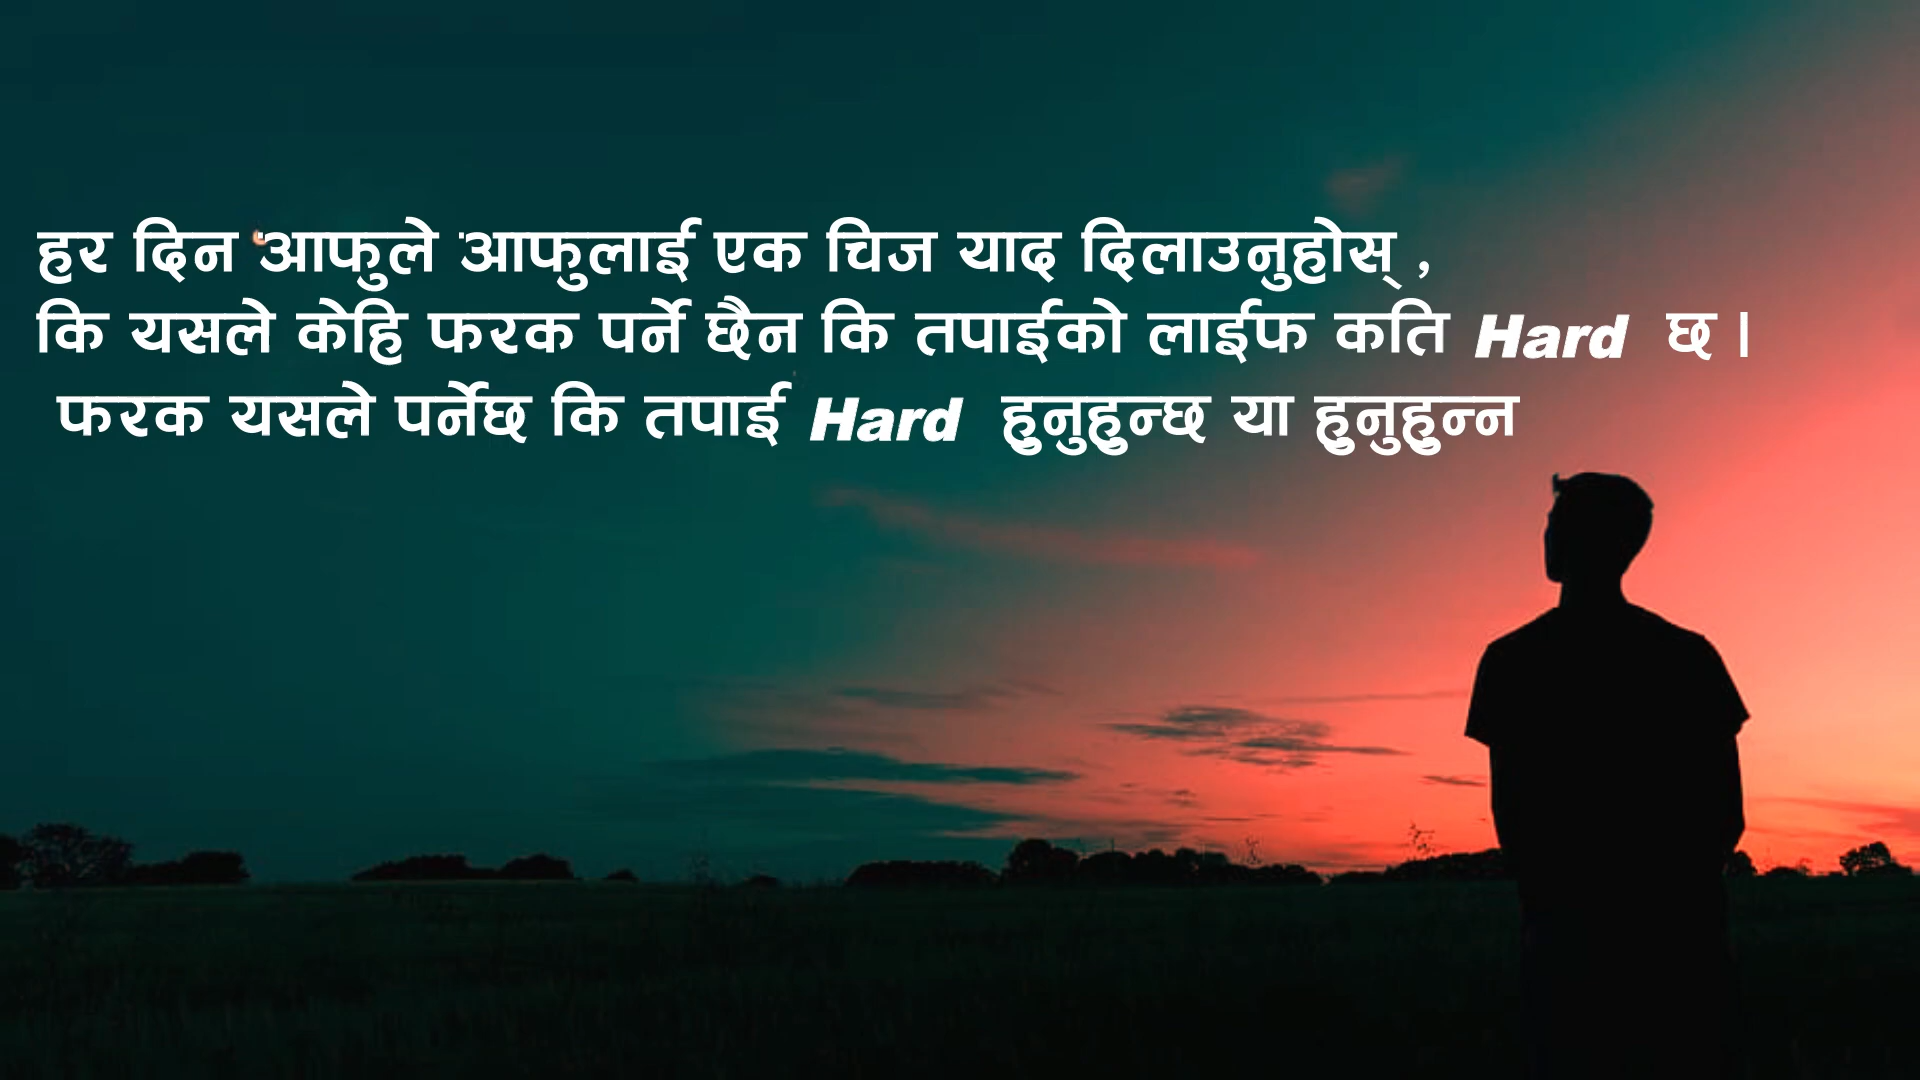 हर दिन आफुले आफुलाई एक चिज याद दिलाउनुहोस् ,
कि यसले केहि फरक पर्ने छैन कि तपाईको लाईफ कति Hard छ ।
फरक यसले पर्नेछ कि तपाई Hard हुनुहुन्छ या हुनुहुन्न